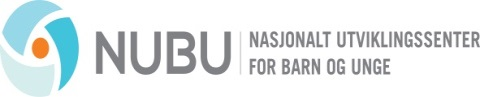 NUBU
NASJONALT UTVIKLINGSSENTER
FOR BARN OG UNGE